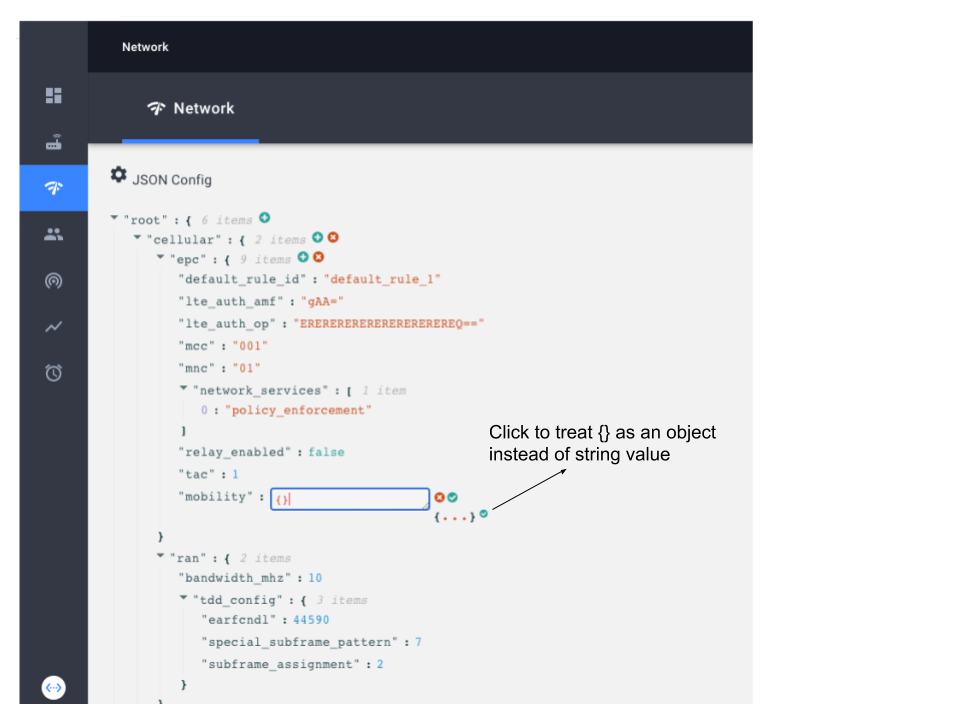 Network
Network
JSON Config
"root" : { 6 items
"cellular" : { 2 items
"epc" : { 9 items
"default_rule_id" : "default_rule_1"
"lte_auth_amf" : "gAA="
"lte_auth_op" : "EREREREREREREREREREREQ=="
"mcc" : "001"
"mnc" : "01"
"network_services" : [ 1 item
0 : "policy_enforcement"
]
Click to treat {} as an object
instead of string value
"relay_enabled" : false
"tac" : 1
"mobility" : {}
{...}
}
"ran" : { 2 items
"bandwidth_mhz" : 10
"tdd_config" : { 3 items
"earfcndl" : 44590
"special_subframe_pattern" : 7
"subframe_assignment" : 2
}
}